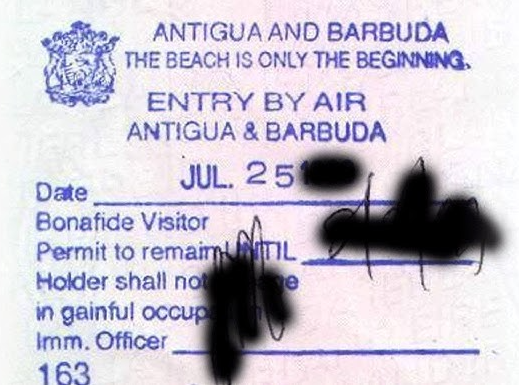 ANTIGUA AND BARBUDA
THE BEACH IS ONLY THE BEGINNING.
ENTRY BY AIR
ANTIGUA & BARBUDA
JUL. 25
Date
Bonafide Visitor
Permit to remain UNTIL
Holder shall not
in gainful
Imm. Officer
163